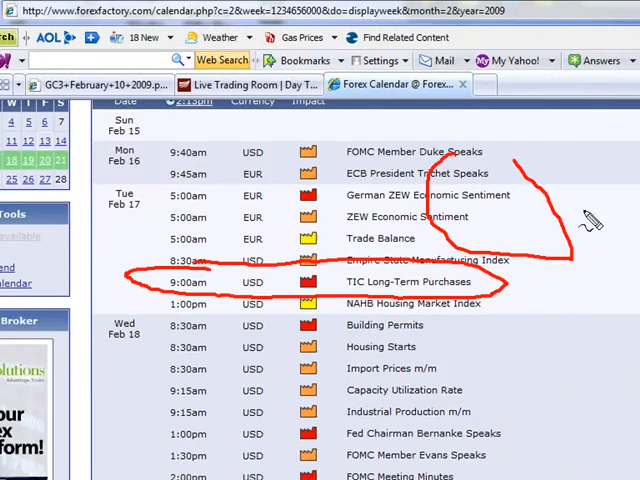 http://www.forexfactory.com/calendar.php?c=2&week=1234656000&do=displayweek&month=2&year=2009
rch AOL 18 New Weather Gas Prices Find Related Content
Web Search Bookmarks Settings Mail My Yahoo! Answers
GC3+February+10+2009.p... Live Trading Room | Day T... Forex Calendar @ Forex...
W T F S Date 2:13pm Currency Impact
4 5 6 7
11 12 13 14
18 19 20 21
25 26 27 28
Sun
Feb 15
Mon
Feb 16
9:40am USD FOMC Member Duke Speaks
9:45am EUR ECB President Trichet Speaks
Tue
Feb 17
5:00am EUR German ZEW Economic Sentiment
5:00am EUR ZEW Economic Sentiment
5:00am EUR Trade Balance
8:30am USD Empire State Manufacturing Index
9:00am USD TIC Long-Term Purchases
1:00pm USD NAHB Housing Market Index
Wed
Feb 18
8:30am USD Building Permits
8:30am USD Housing Starts
8:30am USD Import Prices m/m
9:15am USD Capacity Utilization Rate
9:15am USD Industrial Production m/m
1:00pm USD Fed Chairman Bernanke Speaks
1:00pm USD FOMC Member Evans Speaks
2:00pm USD FOMC Meeting Minutes
Tools
available
end
lendar
Broker
olutions
our
ex
form!